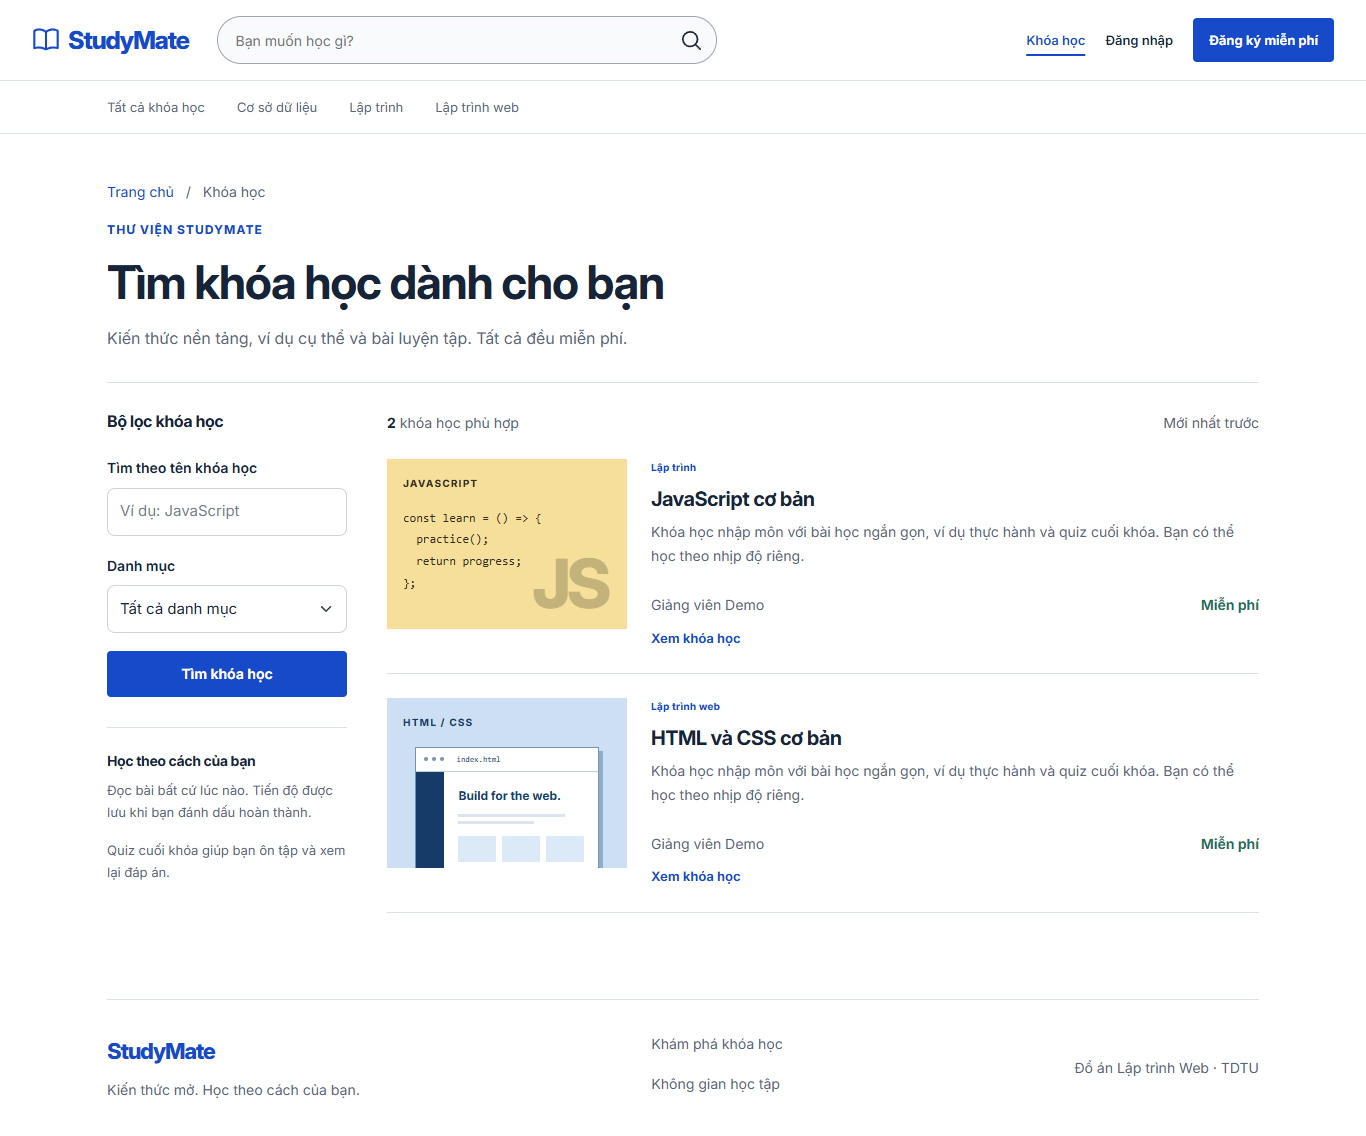 StudyMate
Bạn muốn học gì?
Khóa học
Đăng nhập
Đăng ký miễn phí
Tất cả khóa học
Cơ sở dữ liệu
Lập trình
Lập trình web
Trang chủ / Khóa học
THƯ VIỆN STUDYMATE
Tìm khóa học dành cho bạn
Kiến thức nền tảng, ví dụ cụ thể và bài luyện tập. Tất cả đều miễn phí.
Bộ lọc khóa học
Tìm theo tên khóa học
Ví dụ: JavaScript
Danh mục
Tất cả danh mục
Tìm khóa học
Học theo cách của bạn
Đọc bài bất cứ lúc nào. Tiến độ được
lưu khi bạn đánh dấu hoàn thành.
Quiz cuối khóa giúp bạn ôn tập và xem
lại đáp án.
2 khóa học phù hợp
Mới nhất trước
JAVASCRIPT
const learn = () => {
practice();
return progress;
};
JS
Lập trình
JavaScript cơ bản
Khóa học nhập môn với bài học ngắn gọn, ví dụ thực hành và quiz cuối khóa. Bạn có thể
học theo nhịp độ riêng.
Giảng viên Demo
Miễn phí
Xem khóa học
HTML / CSS
index.html
Build for the web.
Lập trình web
HTML và CSS cơ bản
Khóa học nhập môn với bài học ngắn gọn, ví dụ thực hành và quiz cuối khóa. Bạn có thể
học theo nhịp độ riêng.
Giảng viên Demo
Miễn phí
Xem khóa học
StudyMate
Kiến thức mở. Học theo cách của bạn.
Khám phá khóa học
Không gian học tập
Đồ án Lập trình Web · TDTU